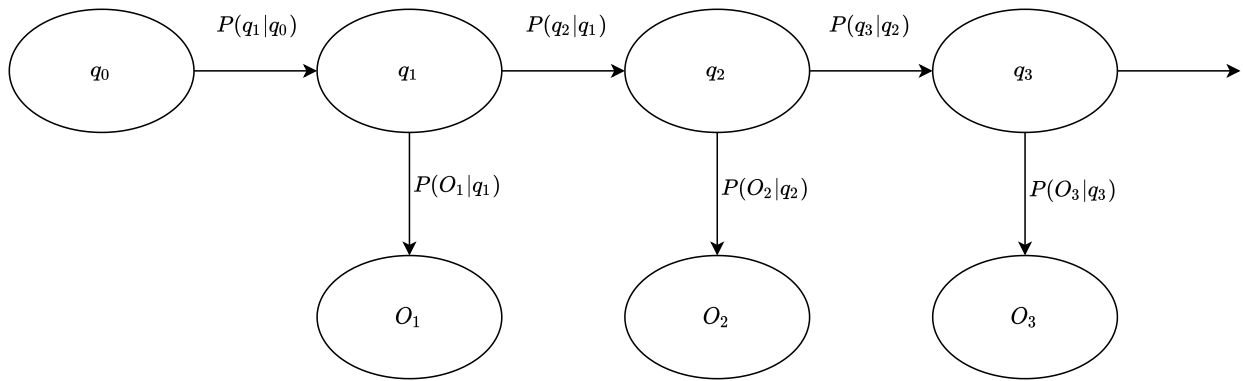 P(q₁|q₀) P(q₂|q₁) P(q₃|q₂)
q₀ q₁ q₂ q₃
P(O₁|q₁) P(O₂|q₂) P(O₃|q₃)
O₁ O₂ O₃